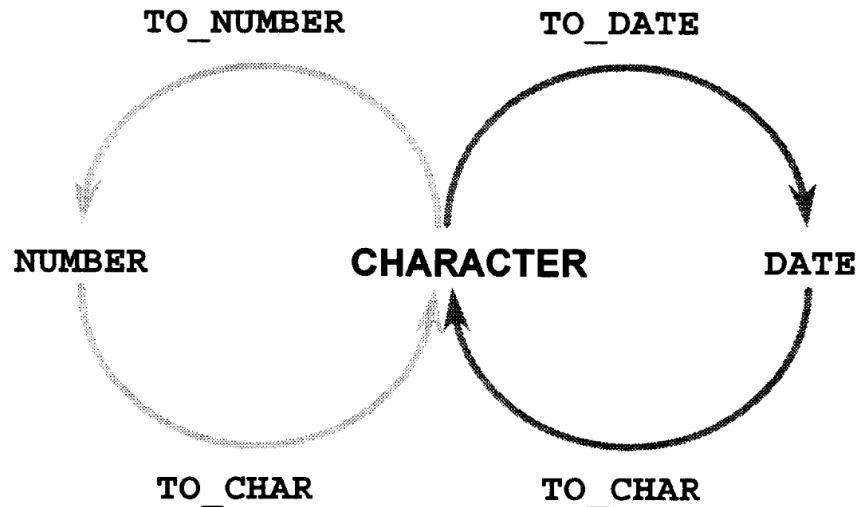 TO_NUMBER TO_DATE
NUMBER CHARACTER DATE
TO_CHAR TO_CHAR